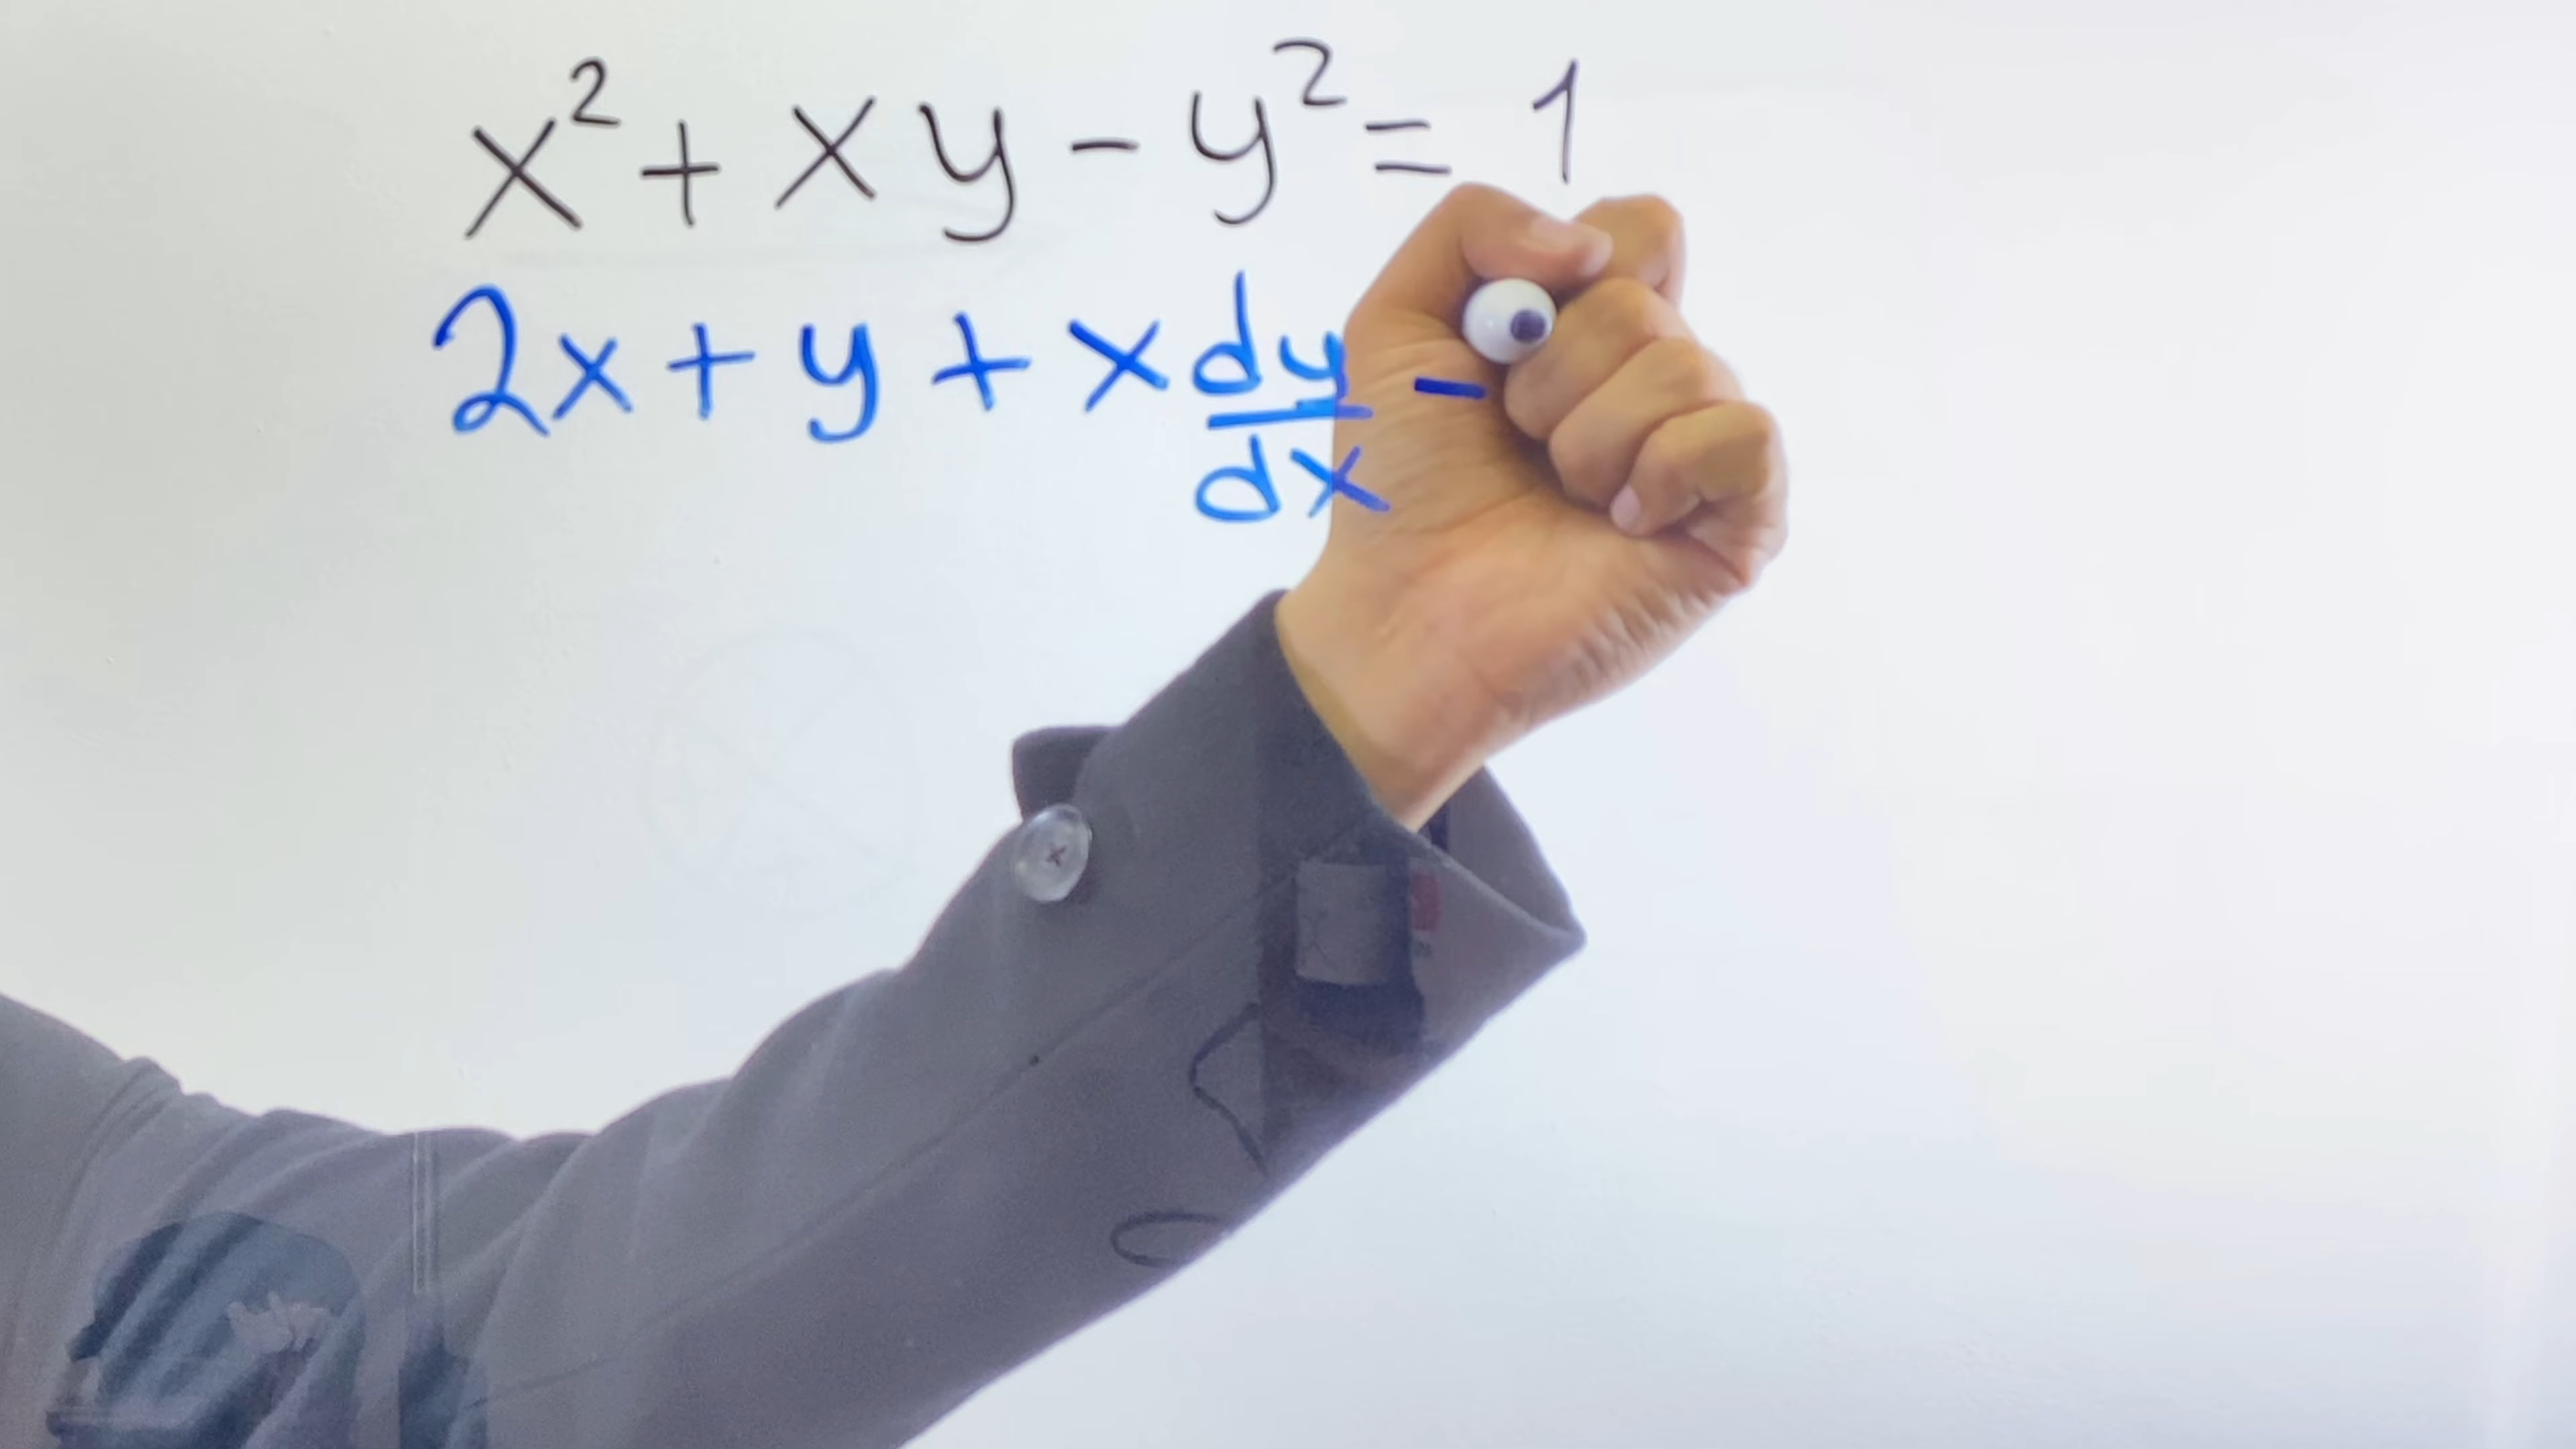 x² + xy - y² = 1
2x + y + x dy/dx -